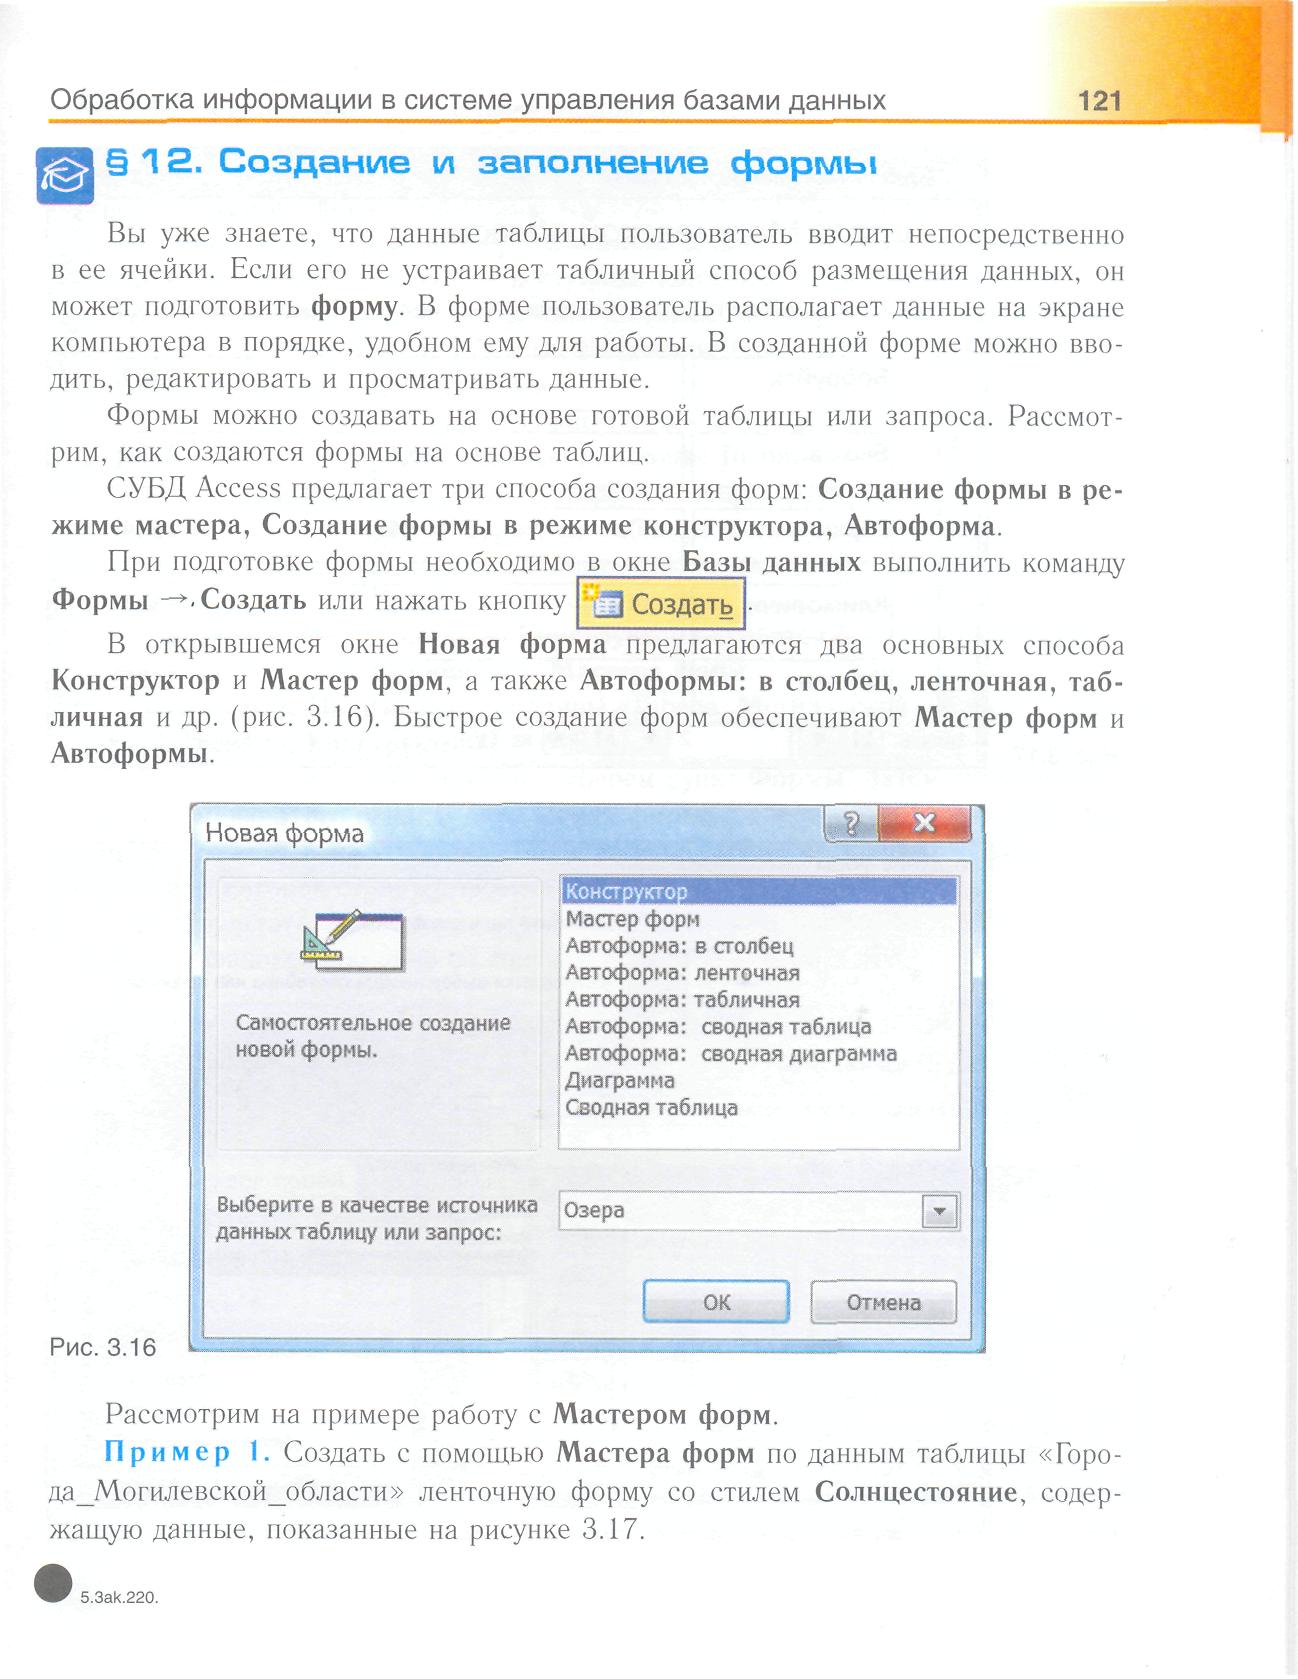 Обработка информации в системе управления базами данных 121
§ 12. Создание и заполнение формы
Вы уже знаете, что данные таблицы пользователь вводит непосредственно
в ее ячейки. Если его не устраивает табличный способ размещения данных, он
может подготовить форму. В форме пользователь располагает данные на экране
компьютера в порядке, удобном ему для работы. В созданной форме можно вво-
дить, редактировать и просматривать данные.
Формы можно создавать на основе готовой таблицы или запроса. Рассмот-
рим, как создаются формы на основе таблиц.
СУБД Access предлагает три способа создания форм: Создание формы в ре-
жиме мастера, Создание формы в режиме конструктора, Автоформа.
При подготовке формы необходимо в окне Базы данных выполнить команду
Формы → Создать или нажать кнопку Создать.
В открывшемся окне Новая форма предлагаются два основных способа
Конструктор и Мастер форм, а также Автоформы: в столбец, ленточная, таб-
личная и др. (рис. 3.16). Быстрое создание форм обеспечивают Мастер форм и
Автоформы.
Новая форма
?
Конструктор
Мастер форм
Автоформа: в столбец
Автоформа: ленточная
Автоформа: табличная
Автоформа: сводная таблица
Автоформа: сводная диаграмма
Диаграмма
Сводная таблица
Самостоятельное создание
новой формы.
Выберите в качестве источника
данных таблицу или запрос:
Озера
ОК
Отмена
Рис. 3.16
Рассмотрим на примере работу с Мастером форм.
Пример 1. Создать с помощью Мастера форм по данным таблицы «Горо-
да_Могилевской_области» ленточную форму со стилем Солнцестояние, содер-
жащую данные, показанные на рисунке 3.17.
5.Зак.220.